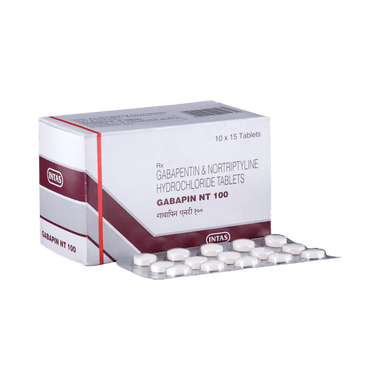 10 x 15 Tablets
Rx
GABAPENTIN & NORTRIPTYLINE
HYDROCHLORIDE TABLETS
GABAPIN NT 100
गाबापिन एनटी १००
INTAS
INTAS
GABAPIN NT 100